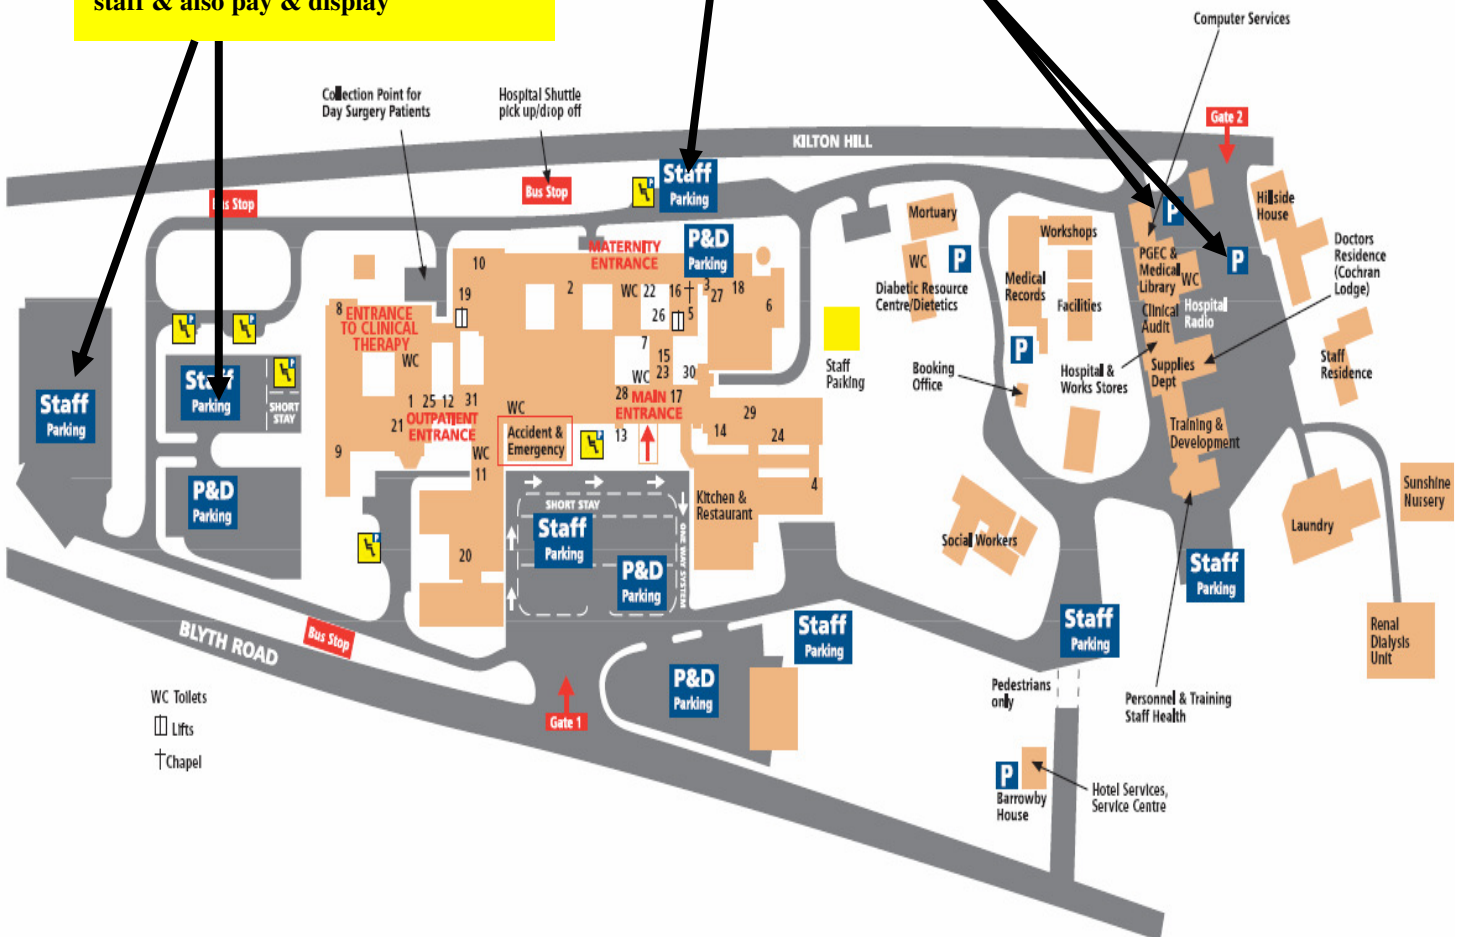 staff & also pay & display
Computer Services
Collection Point for
Day Surgery Patients
Hospital Shuttle
pick up/drop off
Gate 2
KILTON HILL
Staff
Parking
Bus Stop
Bus Stop
P
Hillside
House
Mortuary
Workshops
MATERNITY
ENTRANCE
P&D
Parking
WC
P
Diabetic Resource
Centre/Dietetics
Medical
Records
Facilities
PGEC &
Medical
Library
WC
P
Clinical
Audit
Hospital
Radio
Doctors
Residence
(Cochran
Lodge)
10
19
2
WC
22
16
3
27
18
6
26
5
8
ENTRANCE
TO CLINICAL
THERAPY
WC
7
15
23
WC
30
28
MAIN
ENTRANCE
17
Staff
Parking
Booking
Office
P
Hospital &
Works Stores
Supplies
Dept
Staff
Residence
Staff
Parking
Staff
Parking
SHORT
STAY
1
25
12
31
21
OUTPATIENT
ENTRANCE
WC
Accident &
Emergency
13
29
14
24
Training &
Development
9
WC
11
P&D
Parking
SHORT STAY
Staff
Parking
ONE WAY SYSTEM
Kitchen &
Restaurant
4
Social Workers
Laundry
Sunshine
Nursery
20
P&D
Parking
Staff
Parking
Staff
Parking
Staff
Parking
Renal
Dialysis
Unit
BLYTH ROAD
Bus Stop
P&D
Parking
Gate 1
Pedestrians
only
Personnel & Training
Staff Health
WC Toilets
Lifts
Chapel
P
Barrowby
House
Hotel Services,
Service Centre